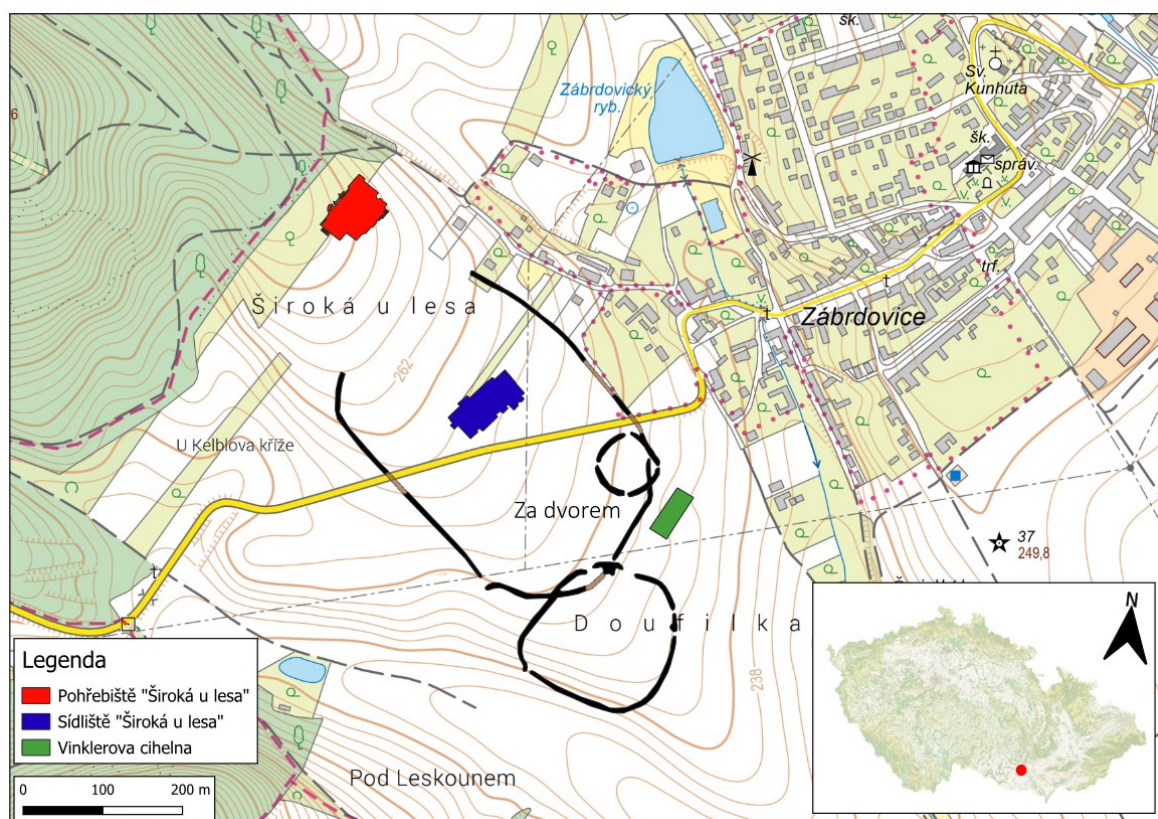 šk.
Sv.
Kunhuta
Zábrdovický
ryb.
šk.
správ.
6
trf.
Široká u lesa
Zábrdovice
262
U Kelblova kříže
Za dvorem
37
249,8
Doufilka
238
Pod Leskounem
Legenda
Pohřebiště "Široká u lesa"
Sídliště "Široká u lesa"
Vinklerova cihelna
0 100 200 m
N